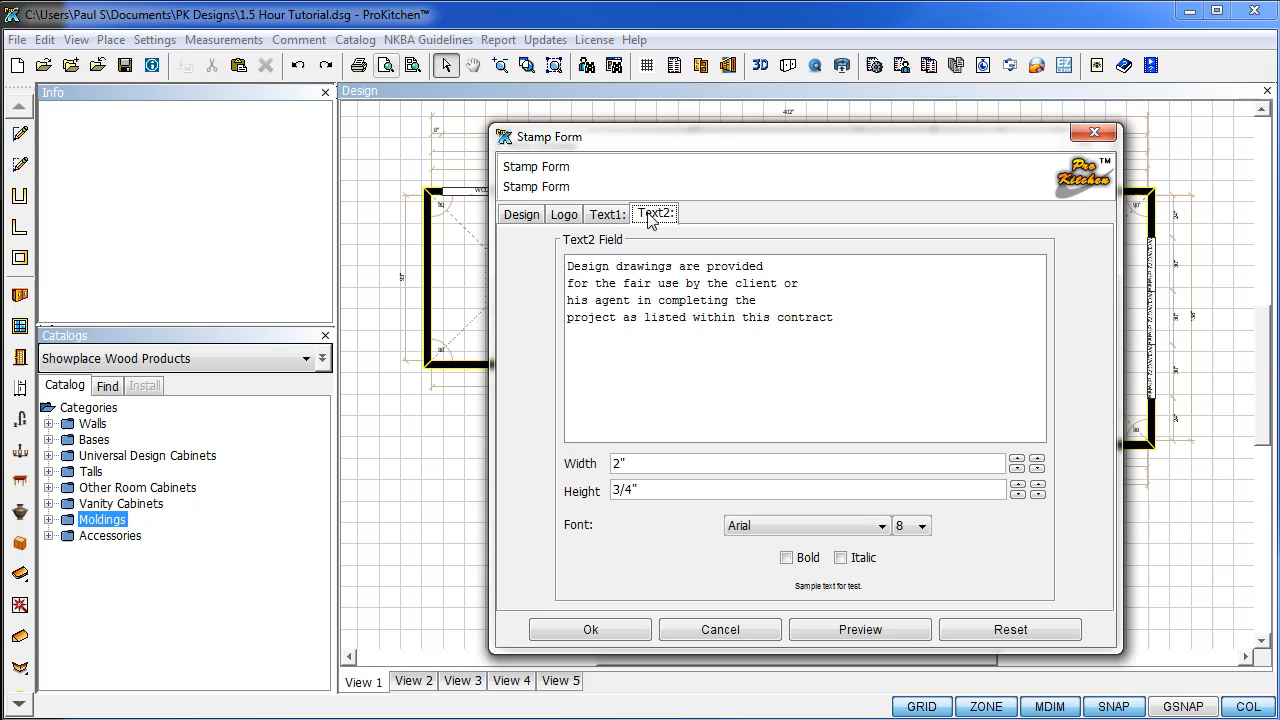 C:\Users\Paul S\Documents\PK Designs\1.5 Hour Tutorial.dsg - ProKitchen™
File Edit View Place Settings Measurements Comment Catalog NKBA Guidelines Report Updates License Help
3D
EZ
Info
Design
402"
Stamp Form
Stamp Form
Stamp Form
Pro Kitchen ™
Design Logo Text1: Text2:
Text2 Field
Design drawings are provided
for the fair use by the client or
his agent in completing the
project as listed within this contract
Width 2"
Height 3/4"
Font: Arial 8
Bold Italic
Sample text for test.
Ok Cancel Preview Reset
Catalogs
Showplace Wood Products
Catalog Find Install
Categories
Walls
Bases
Universal Design Cabinets
Talls
Other Room Cabinets
Vanity Cabinets
Moldings
Accessories
View 1 View 2 View 3 View 4 View 5
GRID ZONE MDIM SNAP GSNAP COL